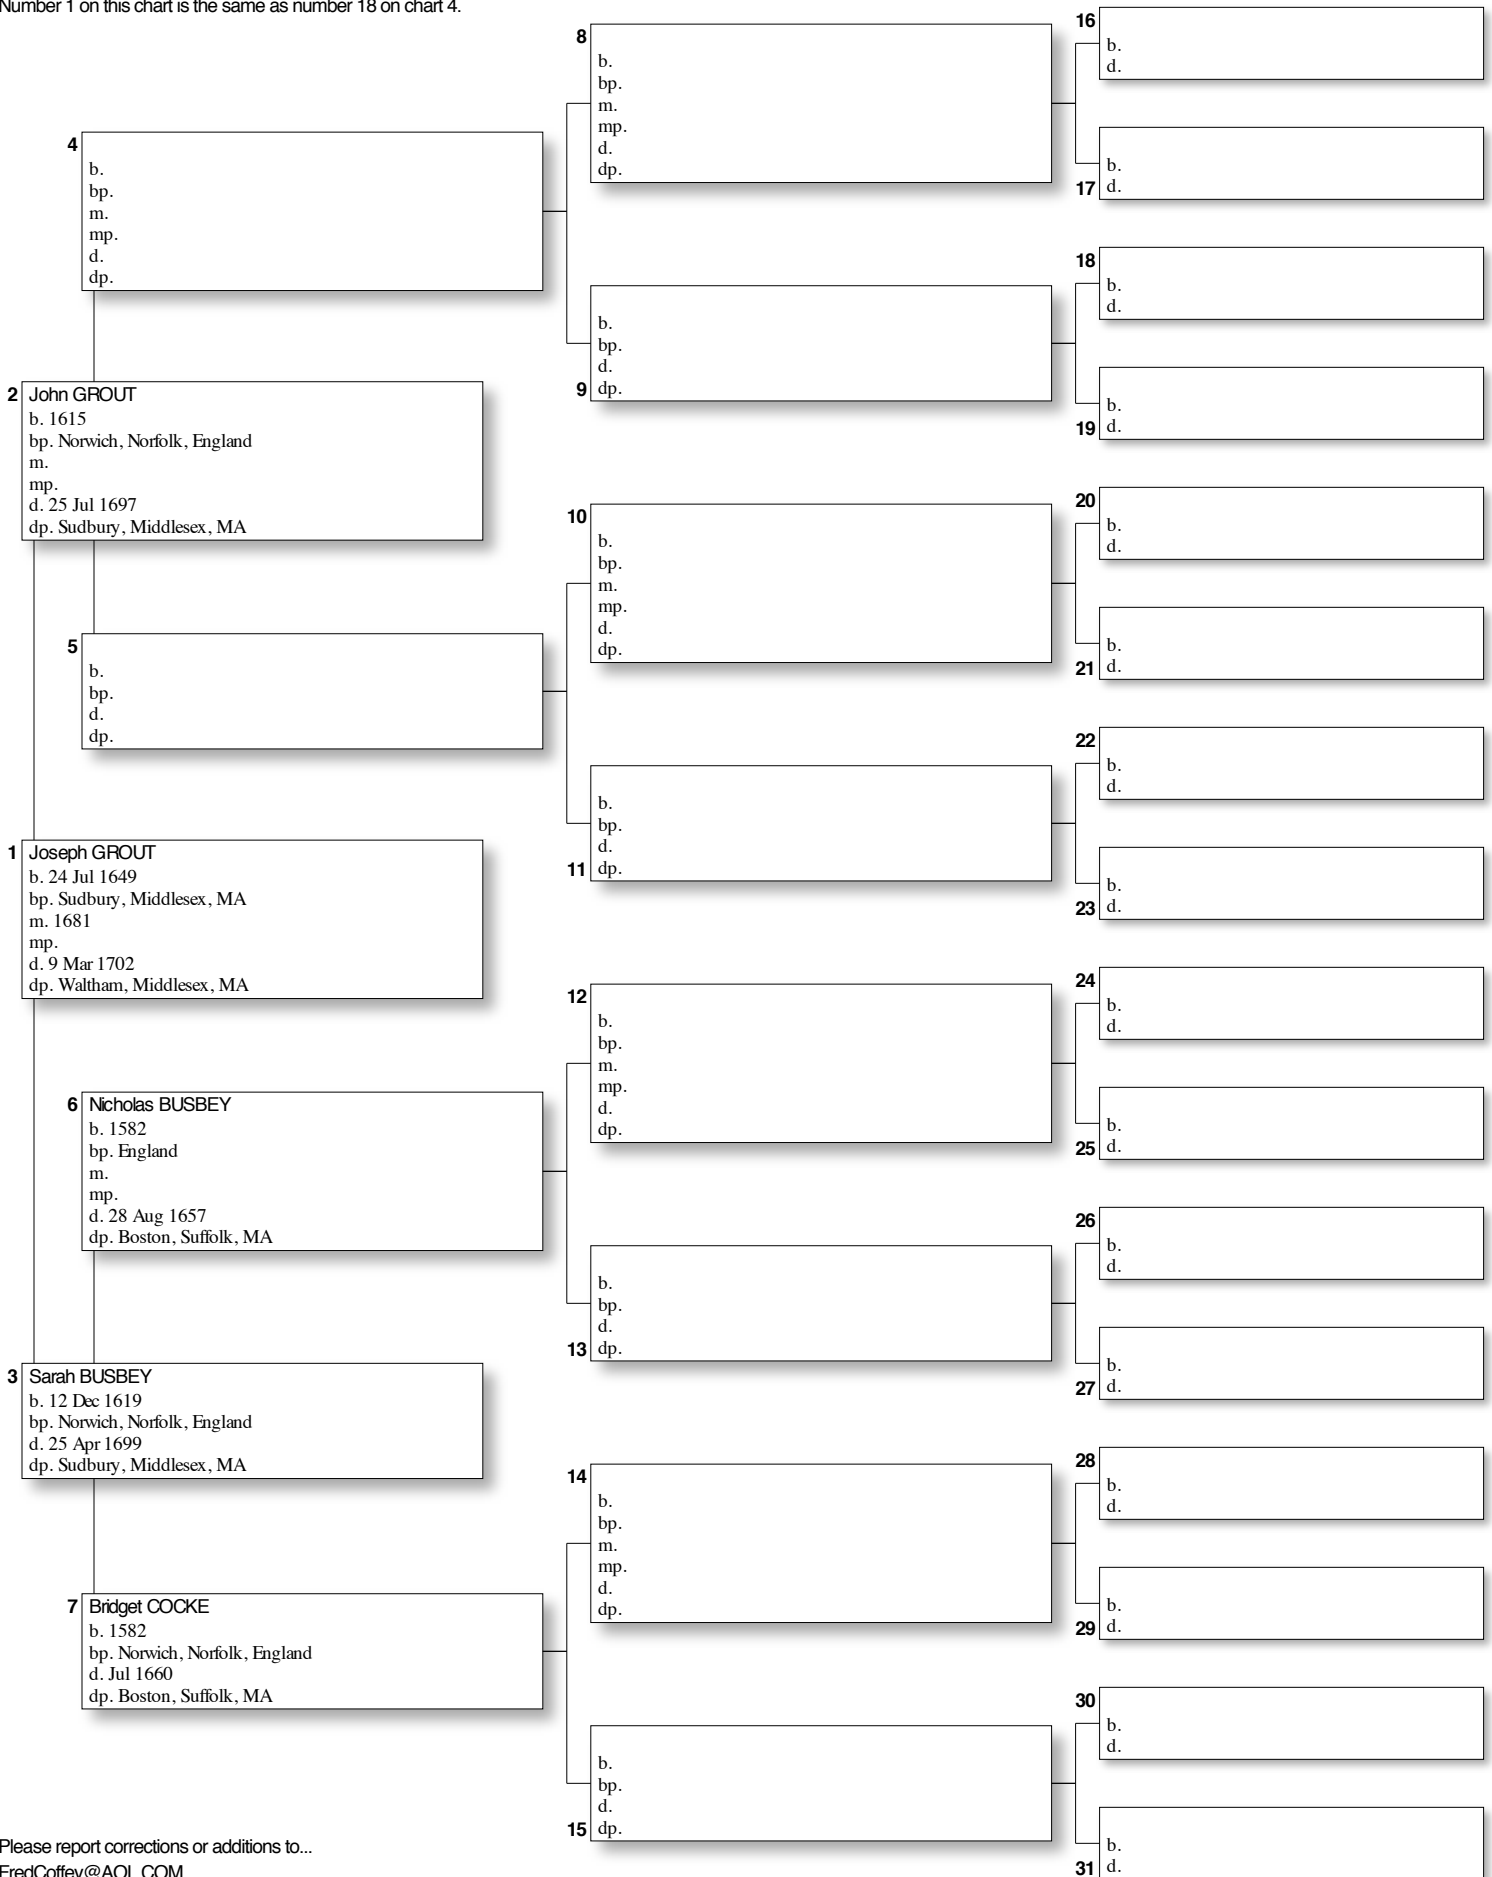 Number 1 on this chart is the same as number 18 on chart 4.
2 John GROUT
b. 1615
bp. Norwich, Norfolk, England
m.
mp.
d. 25 Jul 1697
dp. Sudbury, Middlesex, MA
1 Joseph GROUT
b. 24 Jul 1649
bp. Sudbury, Middlesex, MA
m. 1681
mp.
d. 9 Mar 1702
dp. Waltham, Middlesex, MA
3 Sarah BUSBEY
b. 12 Dec 1619
bp. Norwich, Norfolk, England
d. 25 Apr 1699
dp. Sudbury, Middlesex, MA
4
b.
bp.
m.
mp.
d.
dp.
5
b.
bp.
d.
dp.
6 Nicholas BUSBEY
b. 1582
bp. England
m.
mp.
d. 28 Aug 1657
dp. Boston, Suffolk, MA
7 Bridget COCKE
b. 1582
bp. Norwich, Norfolk, England
d. Jul 1660
dp. Boston, Suffolk, MA
8
b.
bp.
m.
mp.
d.
dp.
b.
bp.
d.
9 dp.
10
b.
bp.
m.
mp.
d.
dp.
b.
bp.
d.
11 dp.
12
b.
bp.
m.
mp.
d.
dp.
b.
bp.
d.
13 dp.
14
b.
bp.
m.
mp.
d.
dp.
b.
bp.
d.
15 dp.
16
b.
d.
b.
17 d.
18
b.
d.
b.
19 d.
20
b.
d.
b.
21 d.
22
b.
d.
b.
23 d.
24
b.
d.
b.
25 d.
26
b.
d.
b.
27 d.
28
b.
d.
b.
29 d.
30
b.
d.
b.
31 d.
Please report corrections or additions to...
FredCoffey@AOL.COM